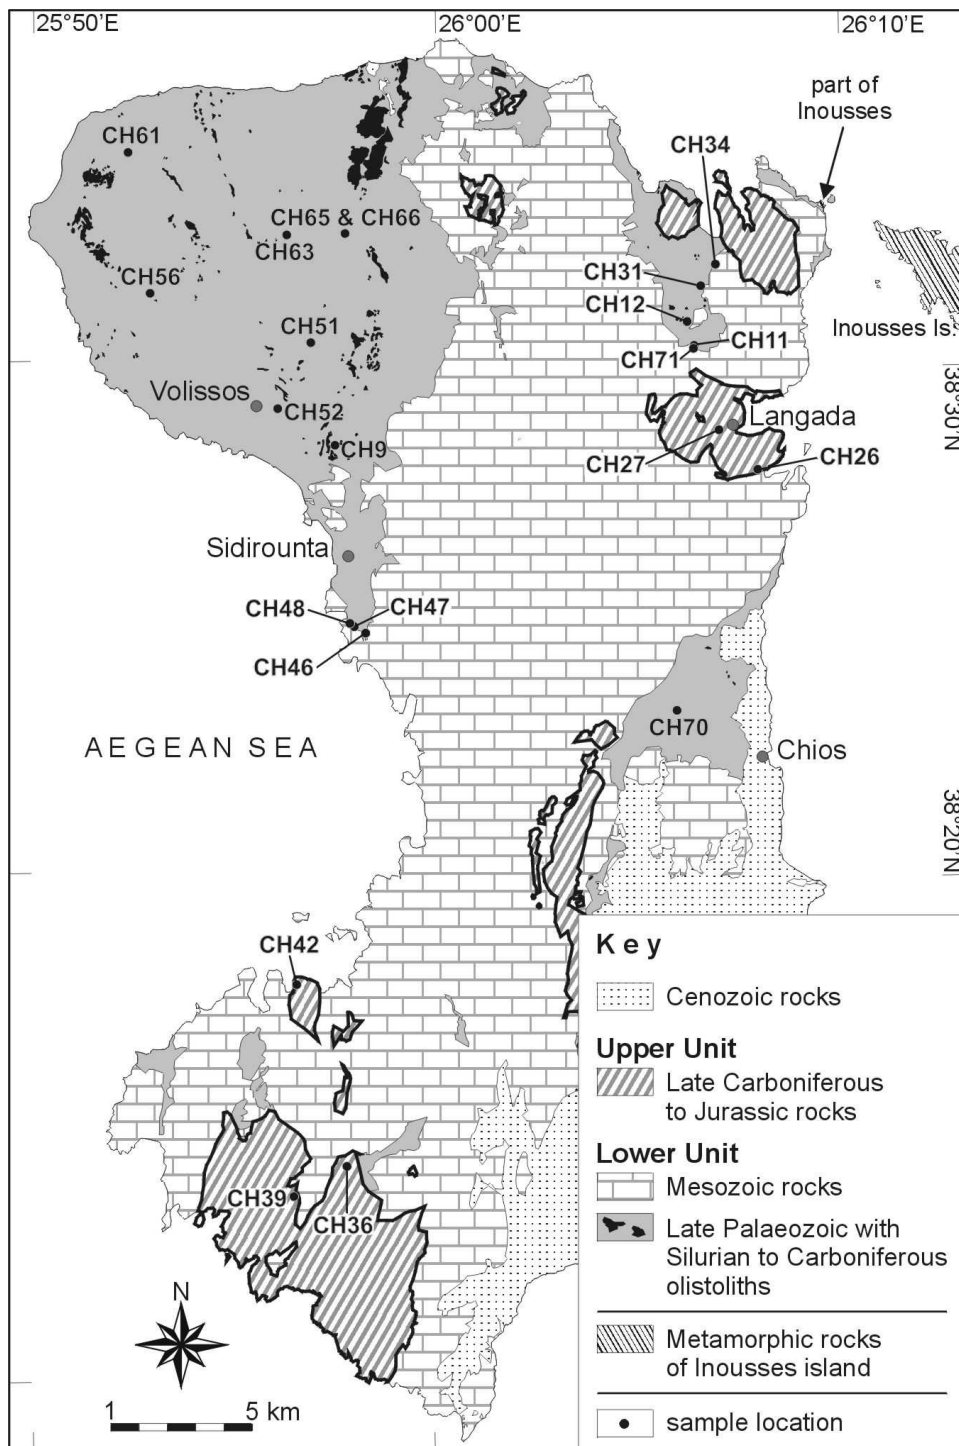 25°50’E
26°00’E
26°10’E
part of
Inousses
CH61
CH34
CH65 & CH66
CH63
CH31
CH56
CH12
Inousses Is.
CH51
CH11
CH71
38°30’N
Volissos
CH52
Langada
CH9
CH27
CH26
Sidirounta
CH48
CH47
CH46
CH70
AEGEAN SEA
Chios
38°20’N
CH42
Key
Cenozoic rocks
Upper Unit
Late Carboniferous
to Jurassic rocks
Lower Unit
Mesozoic rocks
Late Palaeozoic with
Silurian to Carboniferous
olistoliths
Metamorphic rocks
of Inousses island
sample location
CH39
CH36
N
1
5 km